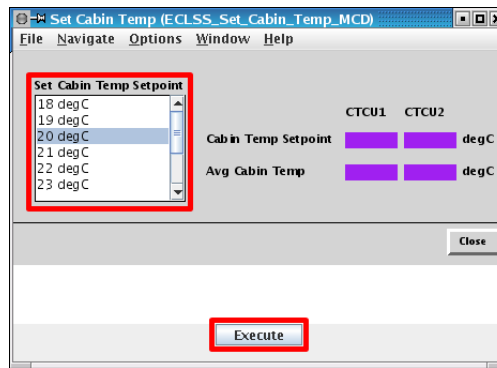 Set Cabin Temp (ECLSS_Set_Cabin_Temp_MCD)
File Navigate Options Window Help
Set Cabin Temp Setpoint
18 degC
19 degC
20 degC
21 degC
22 degC
23 degC
CTCU1 CTCU2
Cabin Temp Setpoint degC
Avg Cabin Temp degC
Close
Execute